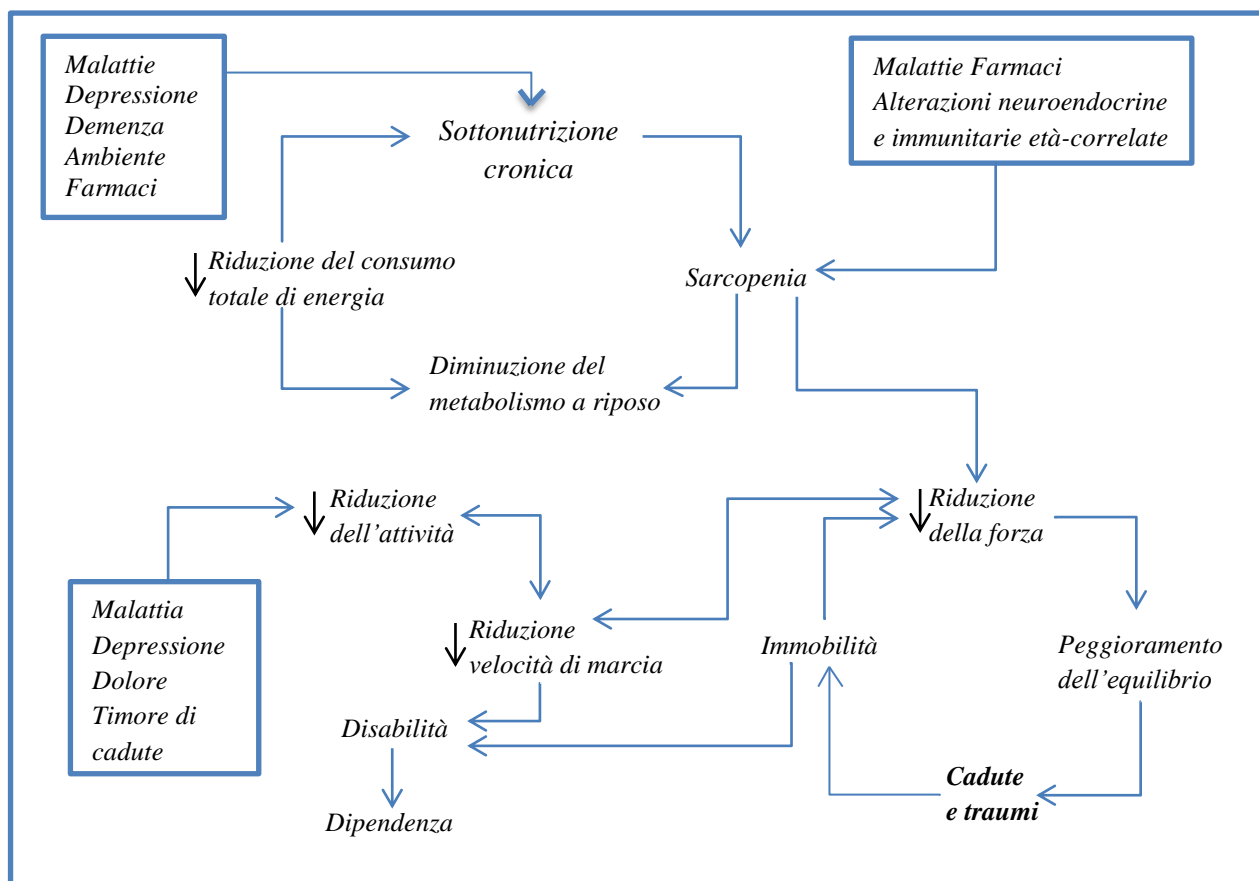 Malattie
Depressione
Demenza
Ambiente
Farmaci
Malattie Farmaci
Alterazioni neuroendocrine
e immunitarie età-correlate
Sottonutrizione
cronica
Riduzione del consumo
totale di energia
Sarcopenia
Diminuzione del
metabolismo a riposo
Riduzione
dell’attività
Riduzione
della forza
Malattia
Depressione
Dolore
Timore di
cadute
Riduzione
velocità di marcia
Immobilità
Peggioramento
dell’equilibrio
Disabilità
Cadute
e traumi
Dipendenza